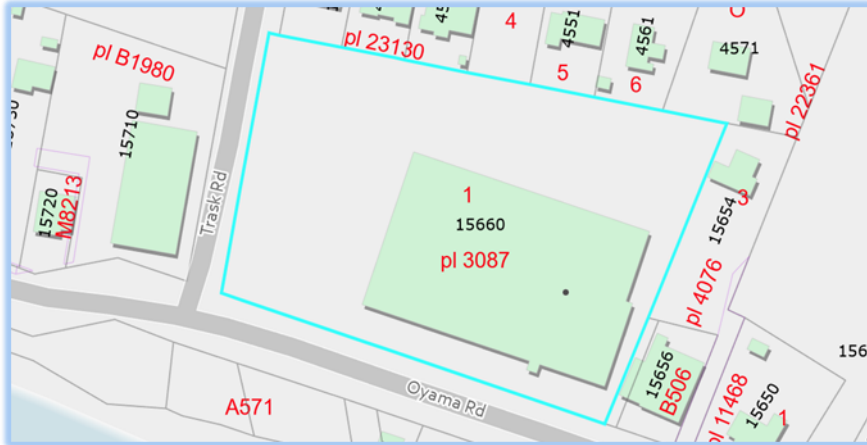 4551
4561
4
O
4571
pl 23130
5
6
pl B1980
pl 22361
15710
15720
M8213
Trask Rd
1
15660
pl 3087
3
15654
pl 4076
15656
B506
pl 11468
15650
1
Oyama Rd
A571